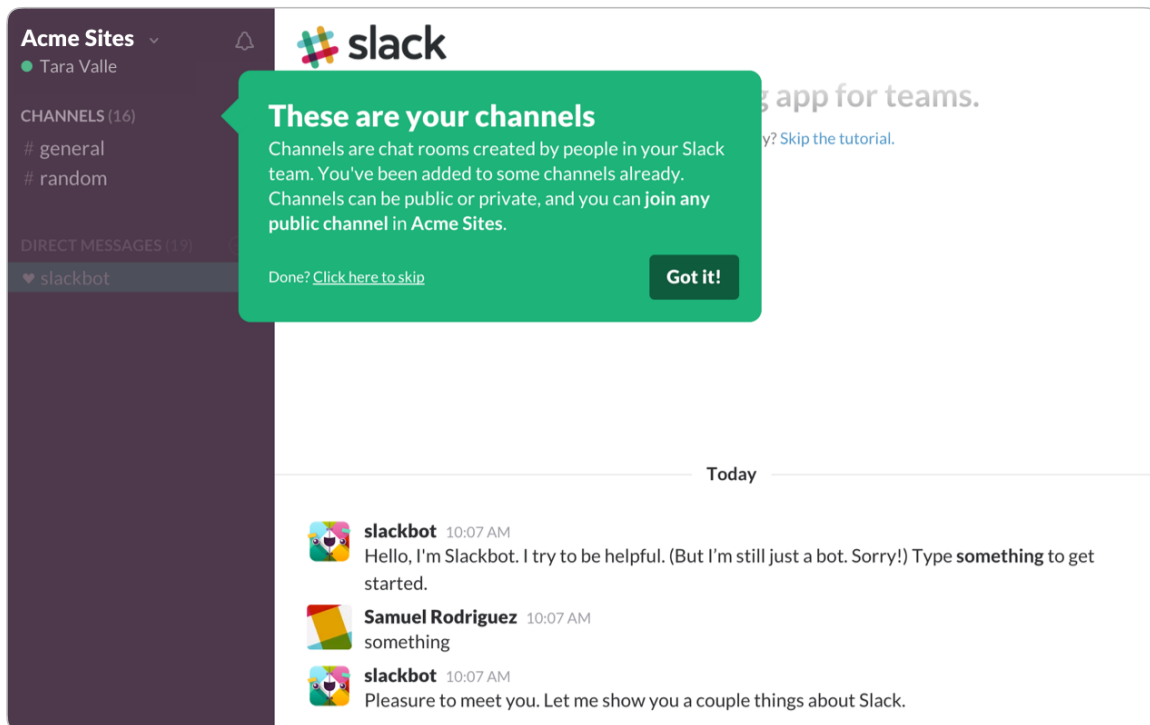 Acme Sites
Tara Valle
CHANNELS (16)
# general
# random
DIRECT MESSAGES (19)
♥ slackbot
slack
app for teams.
y? Skip the tutorial.
These are your channels
Channels are chat rooms created by people in your Slack
team. You've been added to some channels already.
Channels can be public or private, and you can join any
public channel in Acme Sites.
Done? Click here to skip
Got it!
Today
slackbot 10:07 AM
Hello, I'm Slackbot. I try to be helpful. (But I’m still just a bot. Sorry!) Type something to get
started.
Samuel Rodriguez 10:07 AM
something
slackbot 10:07 AM
Pleasure to meet you. Let me show you a couple things about Slack.